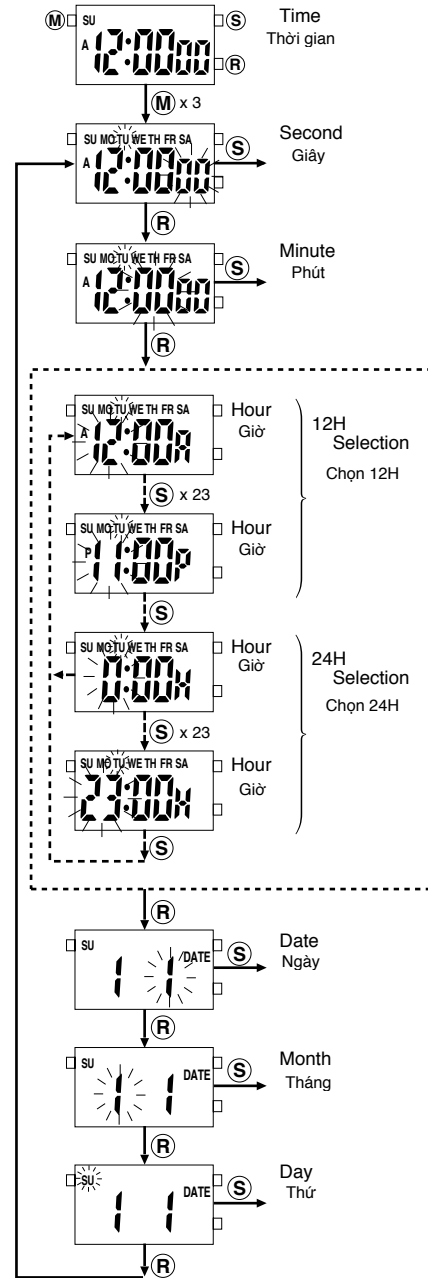 M
SU
S
Time
Thời gian
A 12:00 00
R
M x 3
SU MO TU WE TH FR SA
A 12:00 00
S
Second
Giây
R
SU MO TU WE TH FR SA
A 12:00 00
S
Minute
Phút
R
SU MO TU WE TH FR SA
A 12:00 A
Hour
Giờ
12H
Selection
Chọn 12H
S x 23
SU MO TU WE TH FR SA
P 11:00 P
Hour
Giờ
S
SU MO TU WE TH FR SA
0:00 H
Hour
Giờ
24H
Selection
Chọn 24H
S x 23
SU MO TU WE TH FR SA
23:00 H
Hour
Giờ
S
R
SU
1 1 DATE
S
Date
Ngày
R
SU
1 1 DATE
S
Month
Tháng
R
SU
1 1 DATE
S
Day
Thứ
R